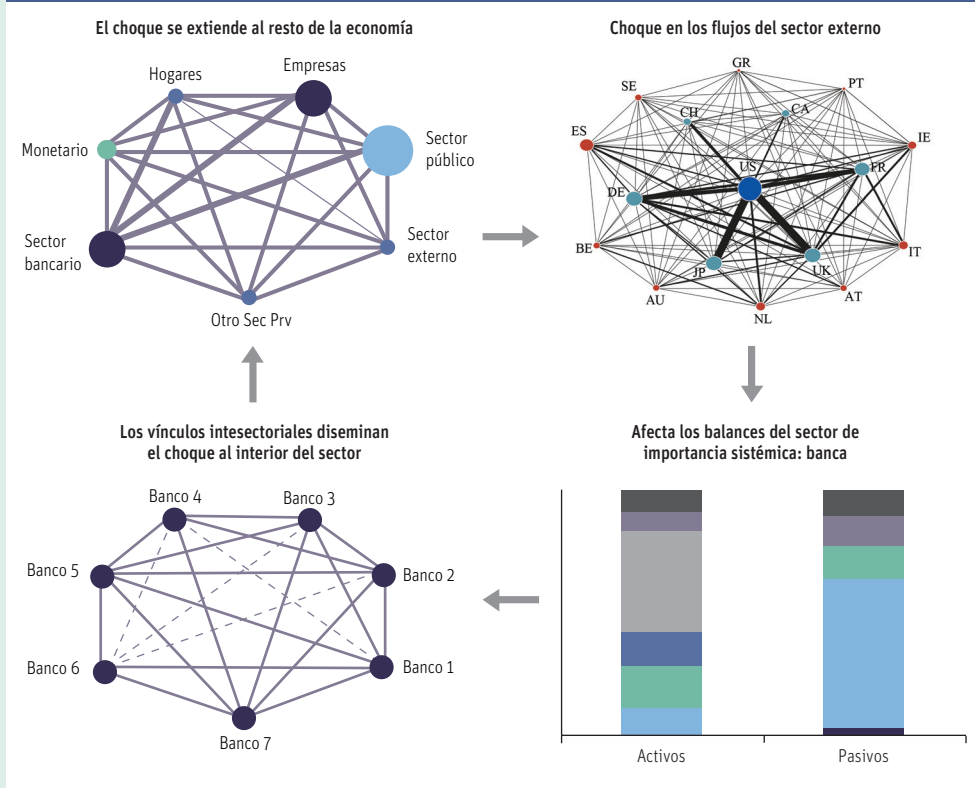 El choque se extiende al resto de la economía
Hogares
Empresas
Monetario
Sector
público
Sector
bancario
Sector
externo
Otro Sec Prv
Choque en los flujos del sector externo
GR
SE
PT
CH
CA
ES
IE
US
FR
DE
BE
IT
JP
UK
AU
AT
NL
Los vínculos intesectoriales diseminan
el choque al interior del sector
Banco 4
Banco 3
Banco 5
Banco 2
Banco 6
Banco 1
Banco 7
Afecta los balances del sector de
importancia sistémica: banca
Activos
Pasivos